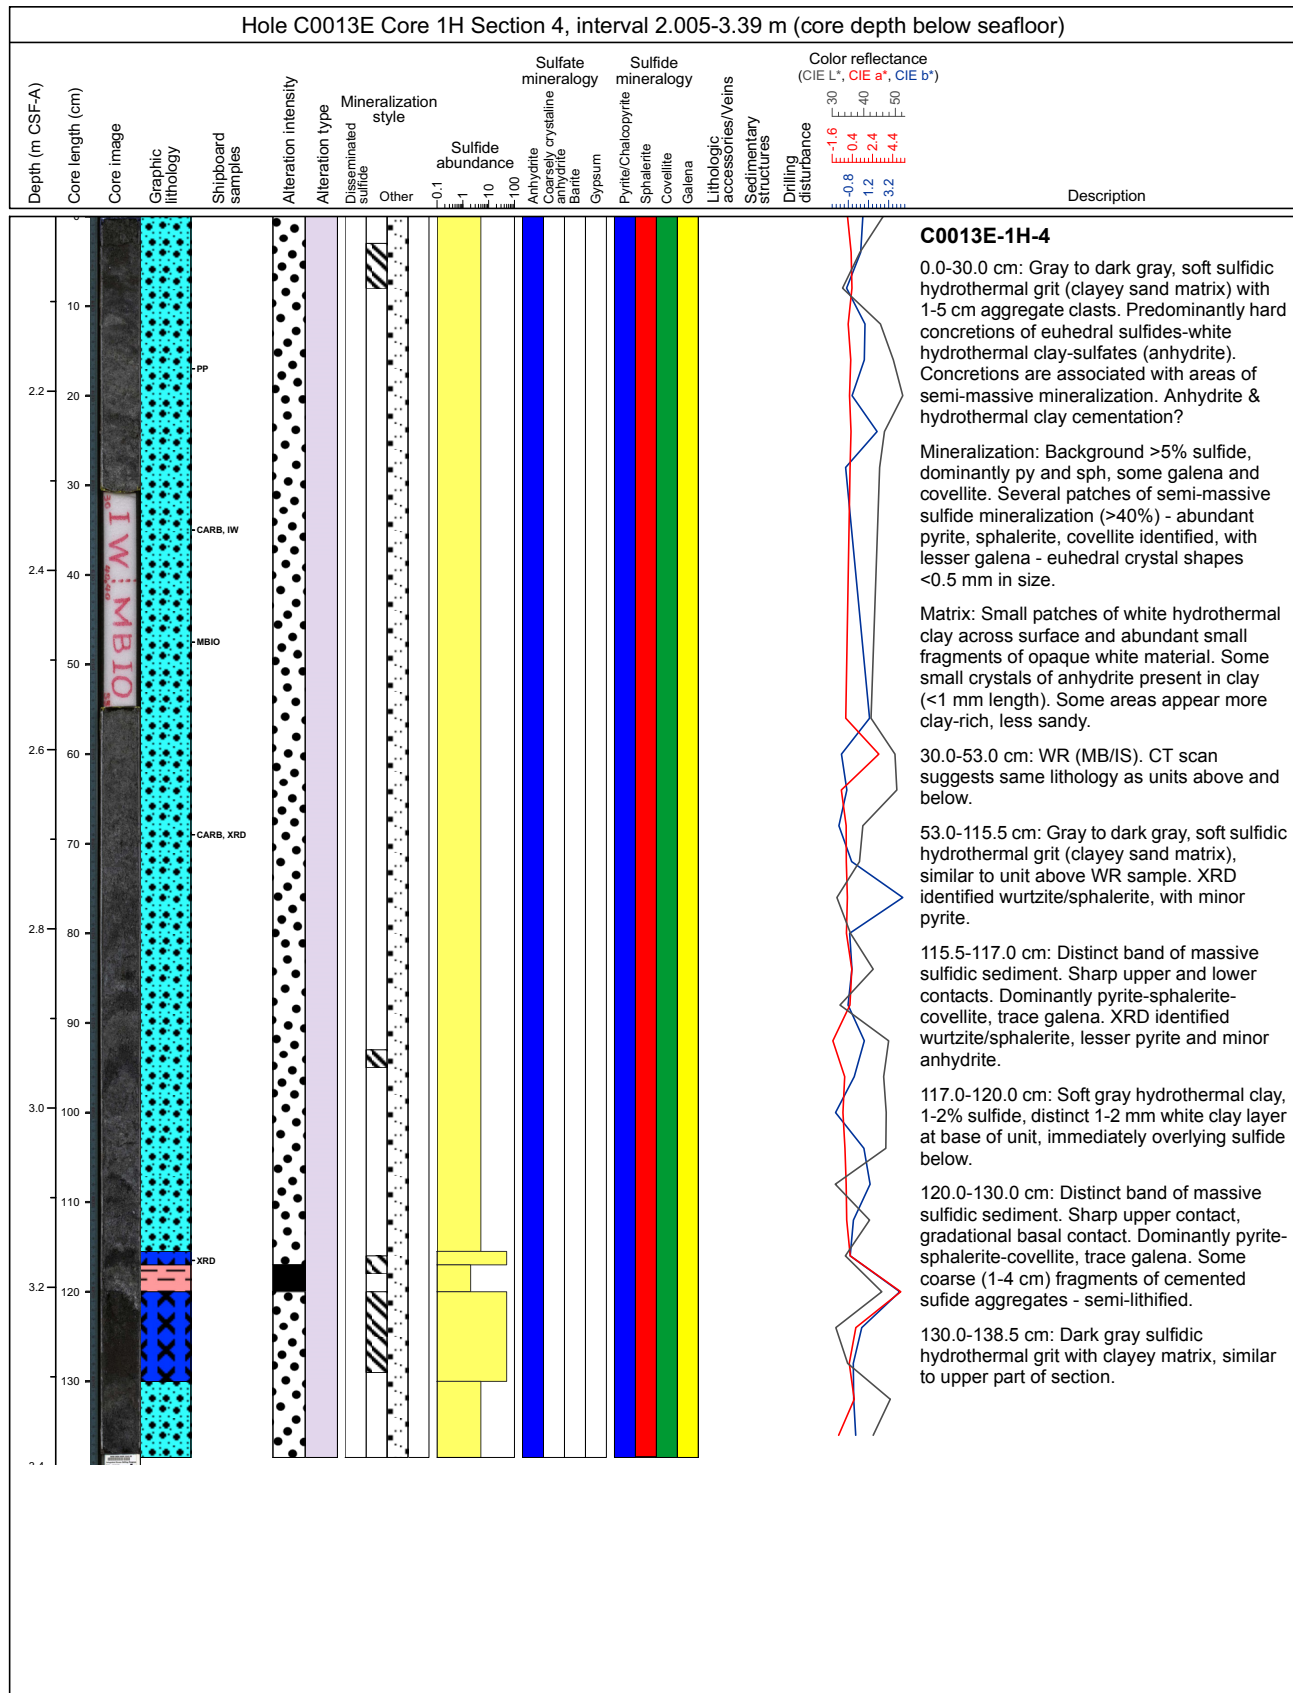 Hole C0013E Core 1H Section 4, interval 2.005-3.39 m (core depth below seafloor)
Depth (m CSF-A)
Core length (cm)
Core image
Graphic
lithology
Shipboard
samples
Alteration intensity
Alteration type
Mineralization
style
Disseminated
sulfide
Other
Sulfide
abundance
0.1
1
10
100
Sulfate
mineralogy
Anhydrite
Coarsely crystaline
anhydrite
Barite
Gypsum
Sulfide
mineralogy
Pyrite/Chalcopyrite
Sphalerite
Covellite
Galena
Lithologic
accessories/Veins
Sedimentary
structures
Drilling
disturbance
Color reflectance
(CIE L*, CIE a*, CIE b*)
30 40 50
-1.6 0.4 2.4 4.4
-0.8 1.2 3.2
Description
0
10
2.2
20
30
2.4
40
50
2.6
60
70
2.8
80
90
3.0
100
110
3.2
120
130
3.4
IW MBIO
PP
CARB, IW
MBIO
CARB, XRD
XRD
C0013E-1H-4
0.0-30.0 cm: Gray to dark gray, soft sulfidic
hydrothermal grit (clayey sand matrix) with
1-5 cm aggregate clasts. Predominantly hard
concretions of euhedral sulfides-white
hydrothermal clay-sulfates (anhydrite).
Concretions are associated with areas of
semi-massive mineralization. Anhydrite &
hydrothermal clay cementation?
Mineralization: Background >5% sulfide,
dominantly py and sph, some galena and
covellite. Several patches of semi-massive
sulfide mineralization (>40%) - abundant
pyrite, sphalerite, covellite identified, with
lesser galena - euhedral crystal shapes
<0.5 mm in size.
Matrix: Small patches of white hydrothermal
clay across surface and abundant small
fragments of opaque white material. Some
small crystals of anhydrite present in clay
(<1 mm length). Some areas appear more
clay-rich, less sandy.
30.0-53.0 cm: WR (MB/IS). CT scan
suggests same lithology as units above and
below.
53.0-115.5 cm: Gray to dark gray, soft sulfidic
hydrothermal grit (clayey sand matrix),
similar to unit above WR sample. XRD
identified wurtzite/sphalerite, with minor
pyrite.
115.5-117.0 cm: Distinct band of massive
sulfidic sediment. Sharp upper and lower
contacts. Dominantly pyrite-sphalerite-
covellite, trace galena. XRD identified
wurtzite/sphalerite, lesser pyrite and minor
anhydrite.
117.0-120.0 cm: Soft gray hydrothermal clay,
1-2% sulfide, distinct 1-2 mm white clay layer
at base of unit, immediately overlying sulfide
below.
120.0-130.0 cm: Distinct band of massive
sulfidic sediment. Sharp upper contact,
gradational basal contact. Dominantly pyrite-
sphalerite-covellite, trace galena. Some
coarse (1-4 cm) fragments of cemented
sufide aggregates - semi-lithified.
130.0-138.5 cm: Dark gray sulfidic
hydrothermal grit with clayey matrix, similar
to upper part of section.